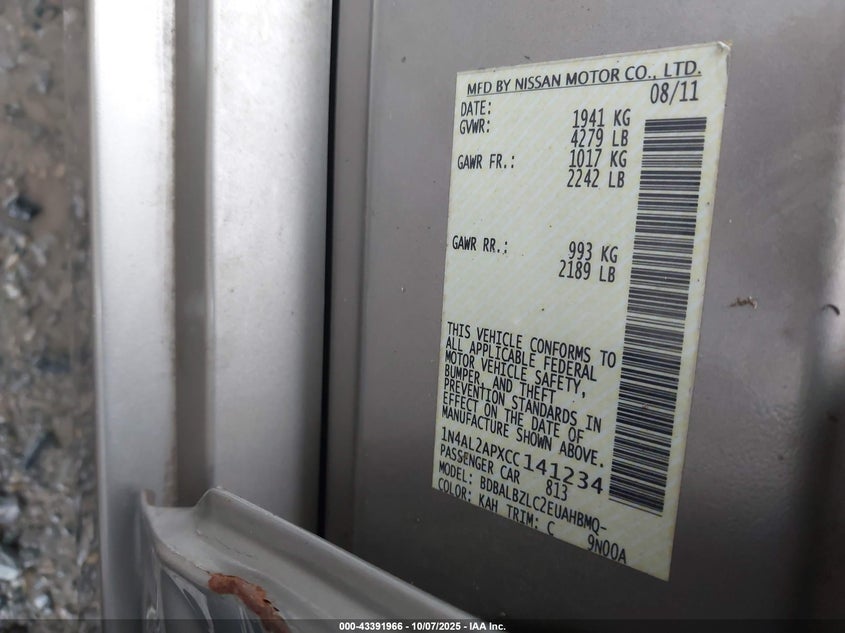 MFD BY NISSAN MOTOR CO., LTD.
DATE: 08/11
GVWR: 1941 KG
4279 LB
GAWR FR.: 1017 KG
2242 LB
GAWR RR.: 993 KG
2189 LB
THIS VEHICLE CONFORMS TO
ALL APPLICABLE FEDERAL
MOTOR VEHICLE SAFETY,
BUMPER, AND THEFT
PREVENTION STANDARDS IN
EFFECT ON THE DATE OF
MANUFACTURE SHOWN ABOVE.
1N4AL2APXCC141234
PASSENGER CAR 813
MODEL: BDBALBZLC2EUAHBMQ-
COLOR: KAH TRIM: C 9N00A
000-43391966 - 10/07/2025 - IAA Inc.